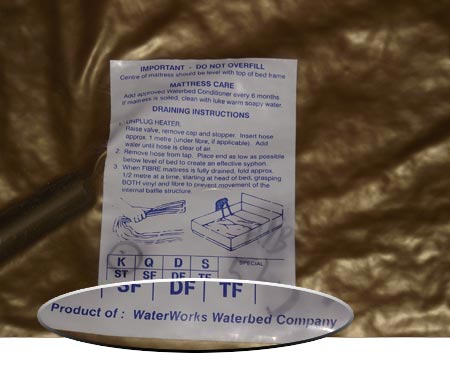 IMPORTANT - DO NOT OVERFILL
Centre of mattress should be level with top of bed frame
MATTRESS CARE
Add approved Waterbed Conditioner every 6 months
If mattress is soiled, clean with luke warm soapy water.
DRAINING INSTRUCTIONS
1. UNPLUG HEATER.
Raise valve, remove cap and stopper. Insert hose
approx. 1 metre (under fibre, if applicable). Add
water until hose is clear of air.
2. Remove hose from tap. Place end as low as possible
below level of bed to create an effective syphon.
3. When FIBRE mattress is fully drained, fold approx.
1/2 metre at a time, starting at head of bed, grasping
BOTH vinyl and fibre to prevent movement of the
internal baffle structure.
K Q D S SPECIAL
ST SF DF TF
SF DF TF
Product of : WaterWorks Waterbed Company